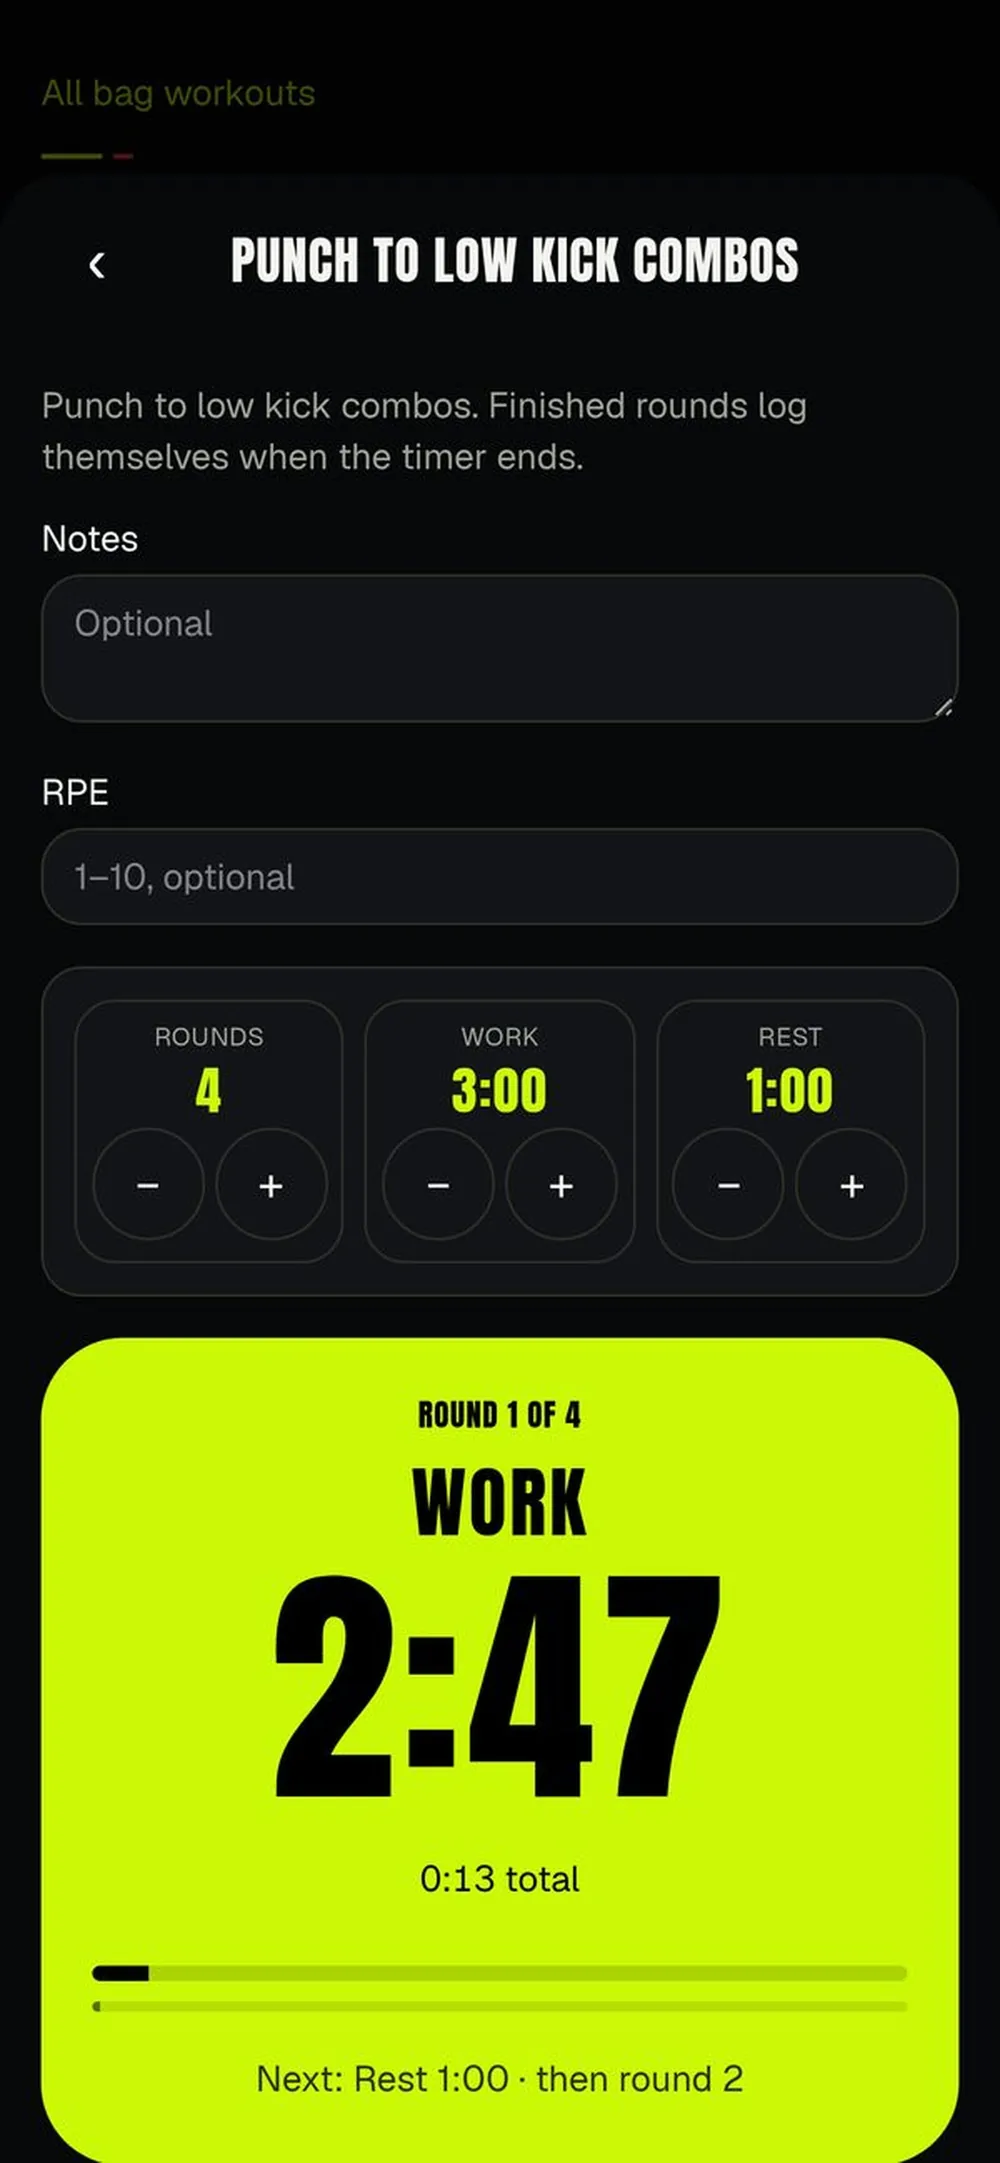 All bag workouts
PUNCH TO LOW KICK COMBOS
Punch to low kick combos. Finished rounds log
themselves when the timer ends.
Notes
Optional
RPE
1–10, optional
ROUNDS
4
− +
WORK
3:00
− +
REST
1:00
− +
ROUND 1 OF 4
WORK
2:47
0:13 total
Next: Rest 1:00 · then round 2